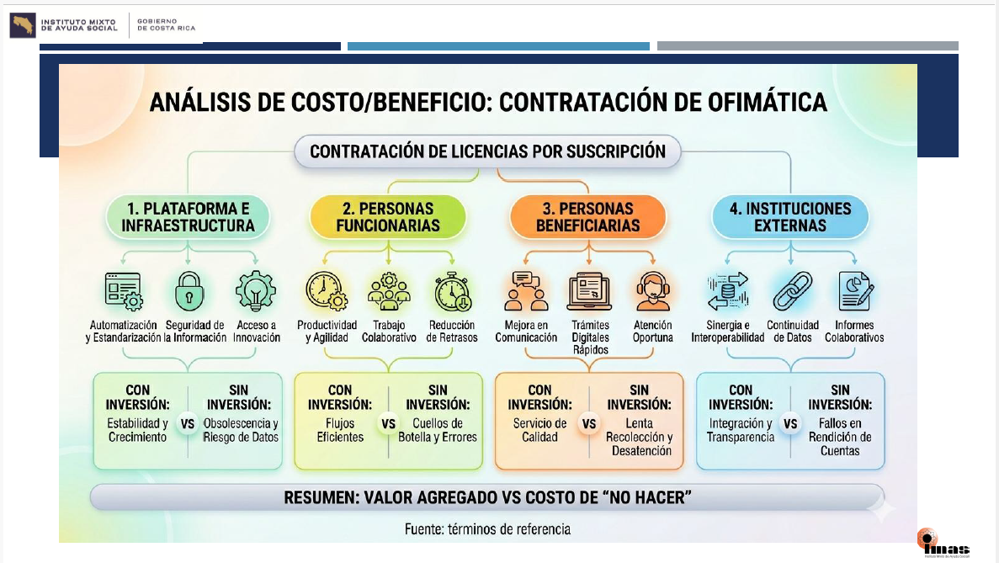 INSTITUTO MIXTO
DE AYUDA SOCIAL
GOBIERNO
DE COSTA RICA
ANÁLISIS DE COSTO/BENEFICIO: CONTRATACIÓN DE OFIMÁTICA
CONTRATACIÓN DE LICENCIAS POR SUSCRIPCIÓN
1. PLATAFORMA E
INFRAESTRUCTURA
Automatización
y Estandarización
Seguridad de
la Información
Acceso a
Innovación
CON
INVERSIÓN:
Estabilidad y
Crecimiento
VS
SIN
INVERSIÓN:
Obsolescencia y
Riesgo de Datos
2. PERSONAS
FUNCIONARIAS
Productividad
y Agilidad
Trabajo
Colaborativo
Reducción
de Retrasos
CON
INVERSIÓN:
Flujos
Eficientes
VS
SIN
INVERSIÓN:
Cuellos de
Botella y Errores
3. PERSONAS
BENEFICIARIAS
Mejora en
Comunicación
Trámites
Digitales
Rápidos
Atención
Oportuna
CON
INVERSIÓN:
Servicio de
Calidad
VS
SIN
INVERSIÓN:
Lenta
Recolección y
Desatención
4. INSTITUCIONES
EXTERNAS
Sinergia e
Interoperabilidad
Continuidad
de Datos
Informes
Colaborativos
CON
INVERSIÓN:
Integración y
Transparencia
VS
SIN
INVERSIÓN:
Fallos en
Rendición de
Cuentas
RESUMEN: VALOR AGREGADO VS COSTO DE “NO HACER”
Fuente: términos de referencia
imas
Instituto Mixto de Ayuda Social